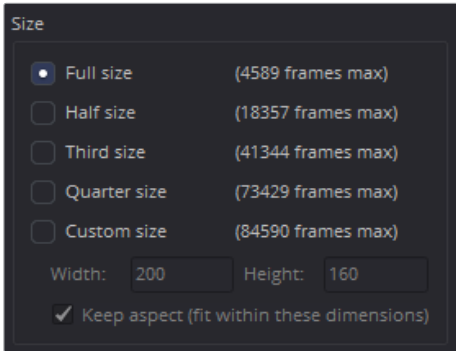 Size
Full size (4589 frames max)
Half size (18357 frames max)
Third size (41344 frames max)
Quarter size (73429 frames max)
Custom size (84590 frames max)
Width: 200 Height: 160
Keep aspect (fit within these dimensions)